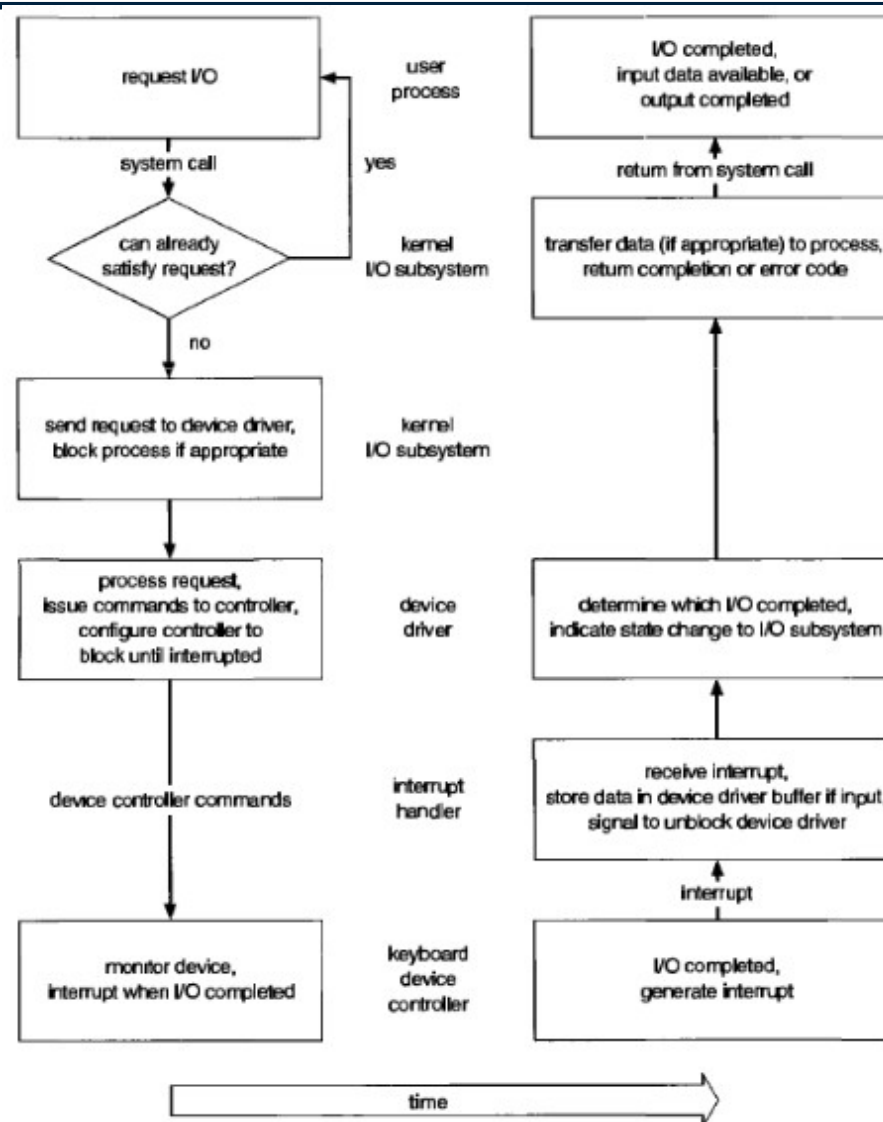 request I/O
system call
yes
can already
satisfy request?
no
send request to device driver,
block process if appropriate
process request,
issue commands to controller,
configure controller to
block until interrupted
device controller commands
monitor device,
interrupt when I/O completed
user
process
kernel
I/O subsystem
kernel
I/O subsystem
device
driver
interrupt
handler
keyboard
device
controller
I/O completed,
input data available, or
output completed
return from system call
transfer data (if appropriate) to process,
return completion or error code
determine which I/O completed,
indicate state change to I/O subsystem
receive interrupt,
store data in device driver buffer if input,
signal to unblock device driver
interrupt
I/O completed,
generate interrupt
time